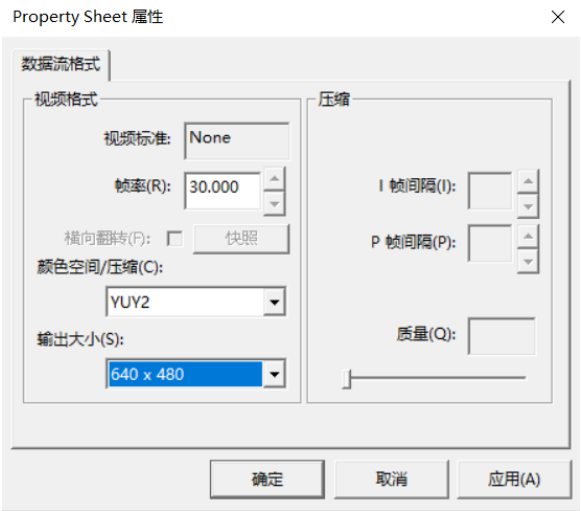 Property Sheet 属性
数据流格式
视频格式
视频标准: None
帧率(R): 30.000
横向翻转(F): 快照
颜色空间/压缩(C):
YUY2
输出大小(S):
640 x 480
压缩
I 帧间隔(I):
P 帧间隔(P):
质量(Q):
确定 取消 应用(A)